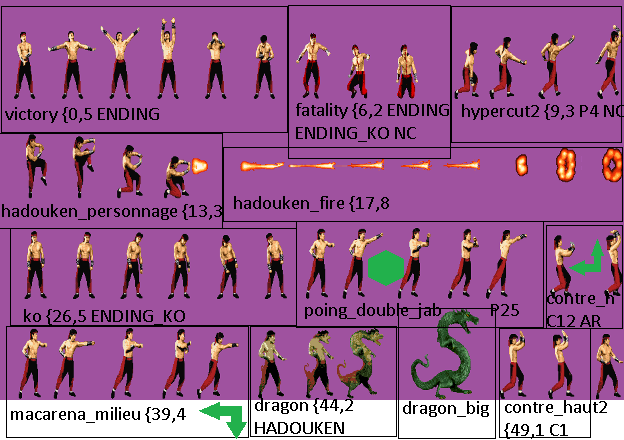 victory {0,5 ENDING
fatality {6,2 ENDING
ENDING_KO NC
hypercut2 {9,3 P4 NC
hadouken_personnage {13,3
hadouken_fire {17,8
ko {26,5 ENDING_KO
poing_double_jab P25
contre_h
C12 AR
macarena_milieu {39,4
dragon {44,2
HADOUKEN
dragon_big
contre_haut2
{49,1 C1